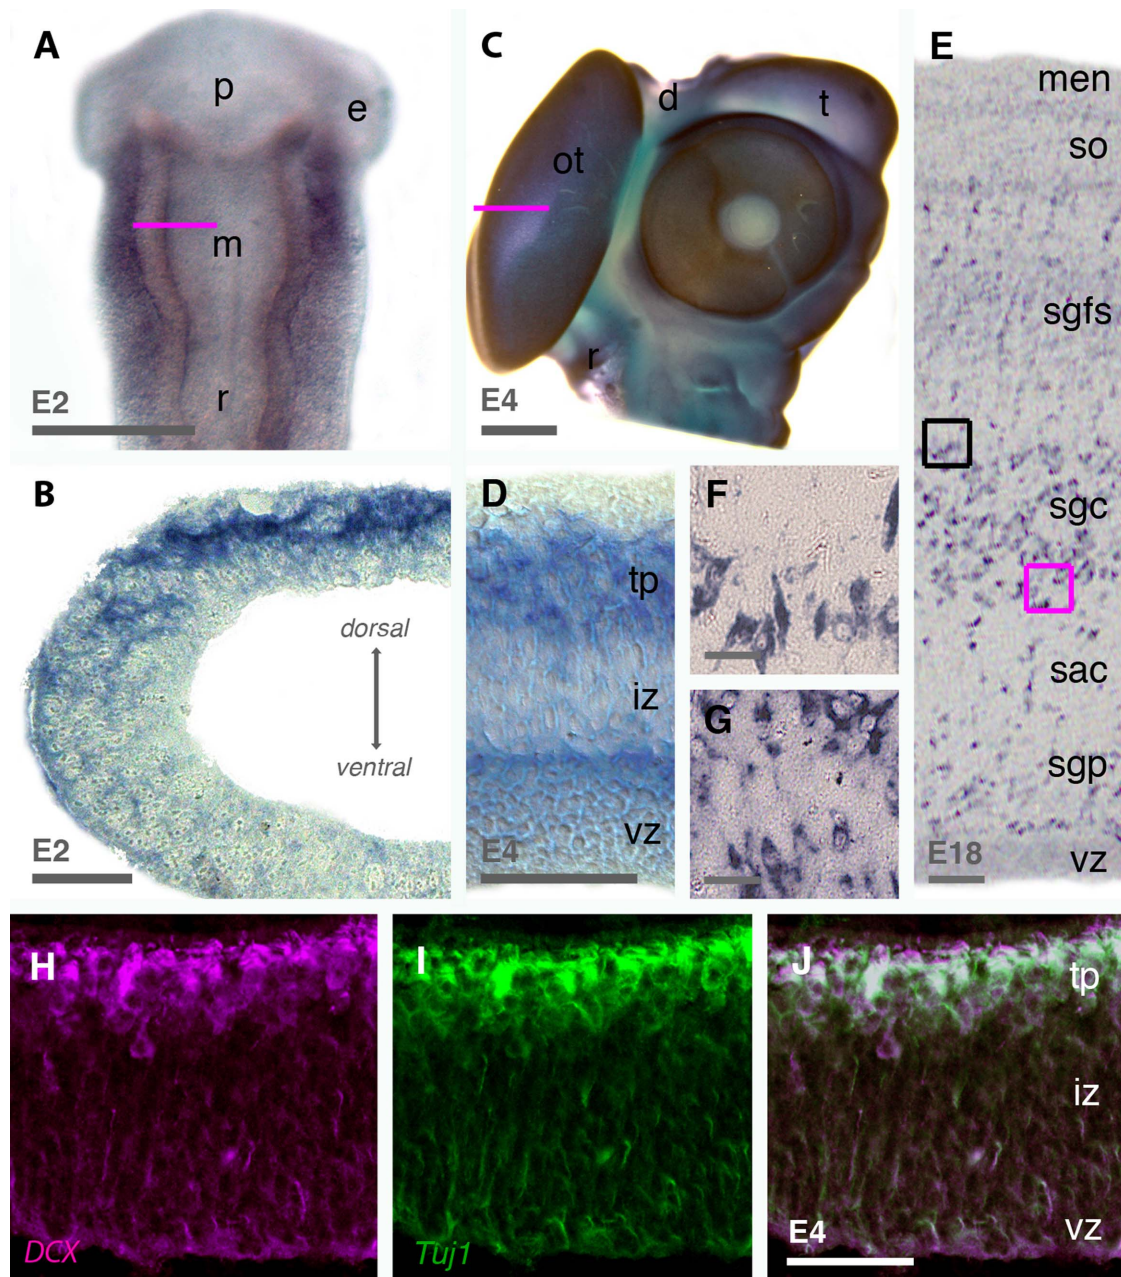 A
p
e
m
r
E2
B
dorsal
ventral
E2
C
d
t
ot
r
E4
D
tp
iz
vz
E4
F
G
E
men
so
sgfs
sgc
sac
sgp
E18
vz
H
DCX
I
Tuj1
J
tp
iz
E4
vz